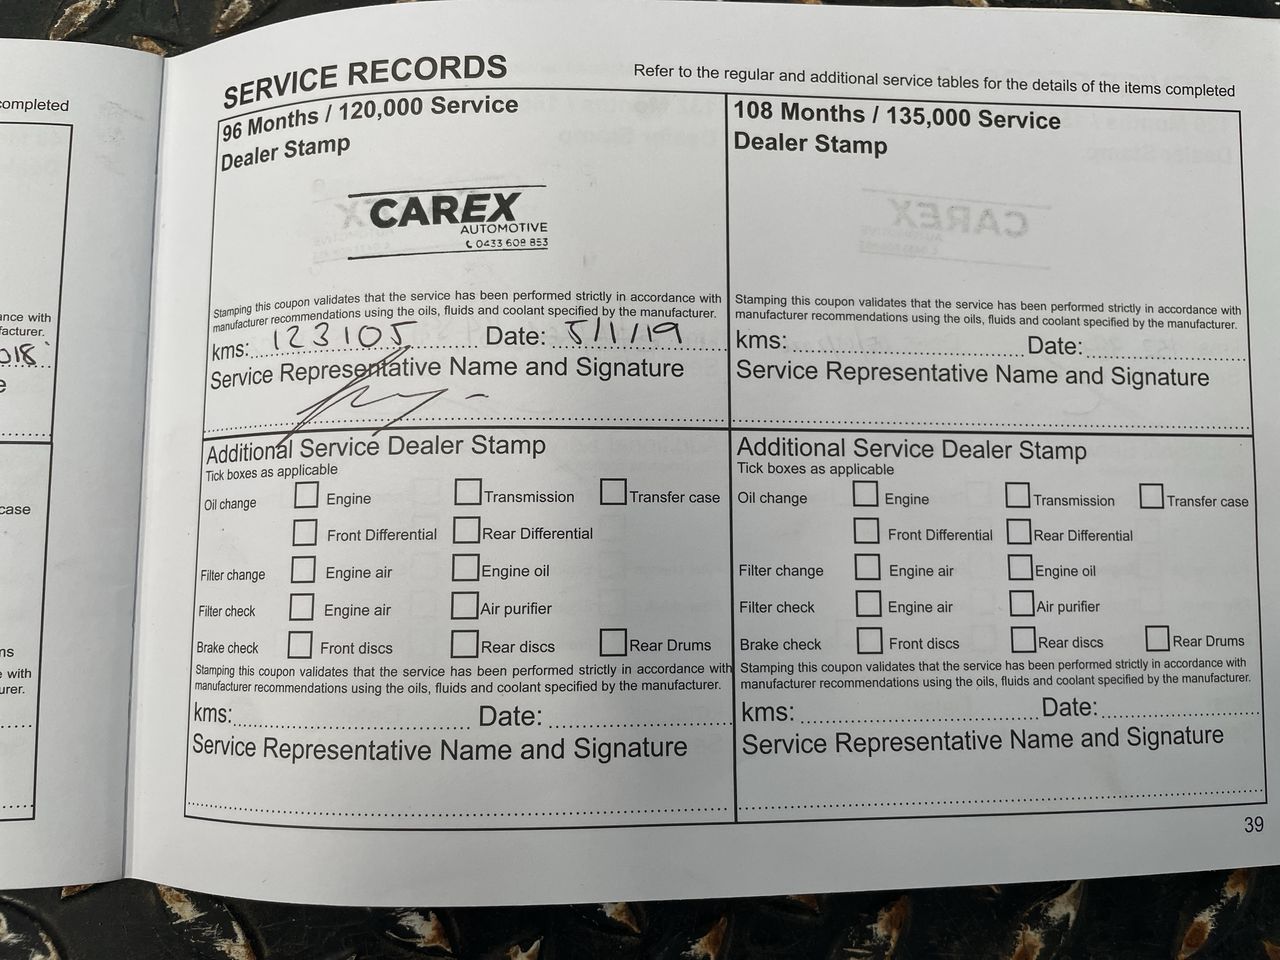 completed
ance with
facturer.
018
e
case
ns
e with
urer.
SERVICE RECORDS
Refer to the regular and additional service tables for the details of the items completed
96 Months / 120,000 Service
Dealer Stamp
CAREX
AUTOMOTIVE
0433 608 853
Stamping this coupon validates that the service has been performed strictly in accordance with
manufacturer recommendations using the oils, fluids and coolant specified by the manufacturer.
kms: 123105 Date: 5/1/19
Service Representative Name and Signature
Additional Service Dealer Stamp
Tick boxes as applicable
Oil change Engine Transmission Transfer case
Front Differential Rear Differential
Filter change Engine air Engine oil
Filter check Engine air Air purifier
Brake check Front discs Rear discs Rear Drums
Stamping this coupon validates that the service has been performed strictly in accordance with
manufacturer recommendations using the oils, fluids and coolant specified by the manufacturer.
kms: Date:
Service Representative Name and Signature
108 Months / 135,000 Service
Dealer Stamp
CAREX
AUTOMOTIVE
Stamping this coupon validates that the service has been performed strictly in accordance with
manufacturer recommendations using the oils, fluids and coolant specified by the manufacturer.
kms: Date:
Service Representative Name and Signature
Additional Service Dealer Stamp
Tick boxes as applicable
Oil change Engine Transmission Transfer case
Front Differential Rear Differential
Filter change Engine air Engine oil
Filter check Engine air Air purifier
Brake check Front discs Rear discs Rear Drums
Stamping this coupon validates that the service has been performed strictly in accordance with
manufacturer recommendations using the oils, fluids and coolant specified by the manufacturer.
kms: Date:
Service Representative Name and Signature
39